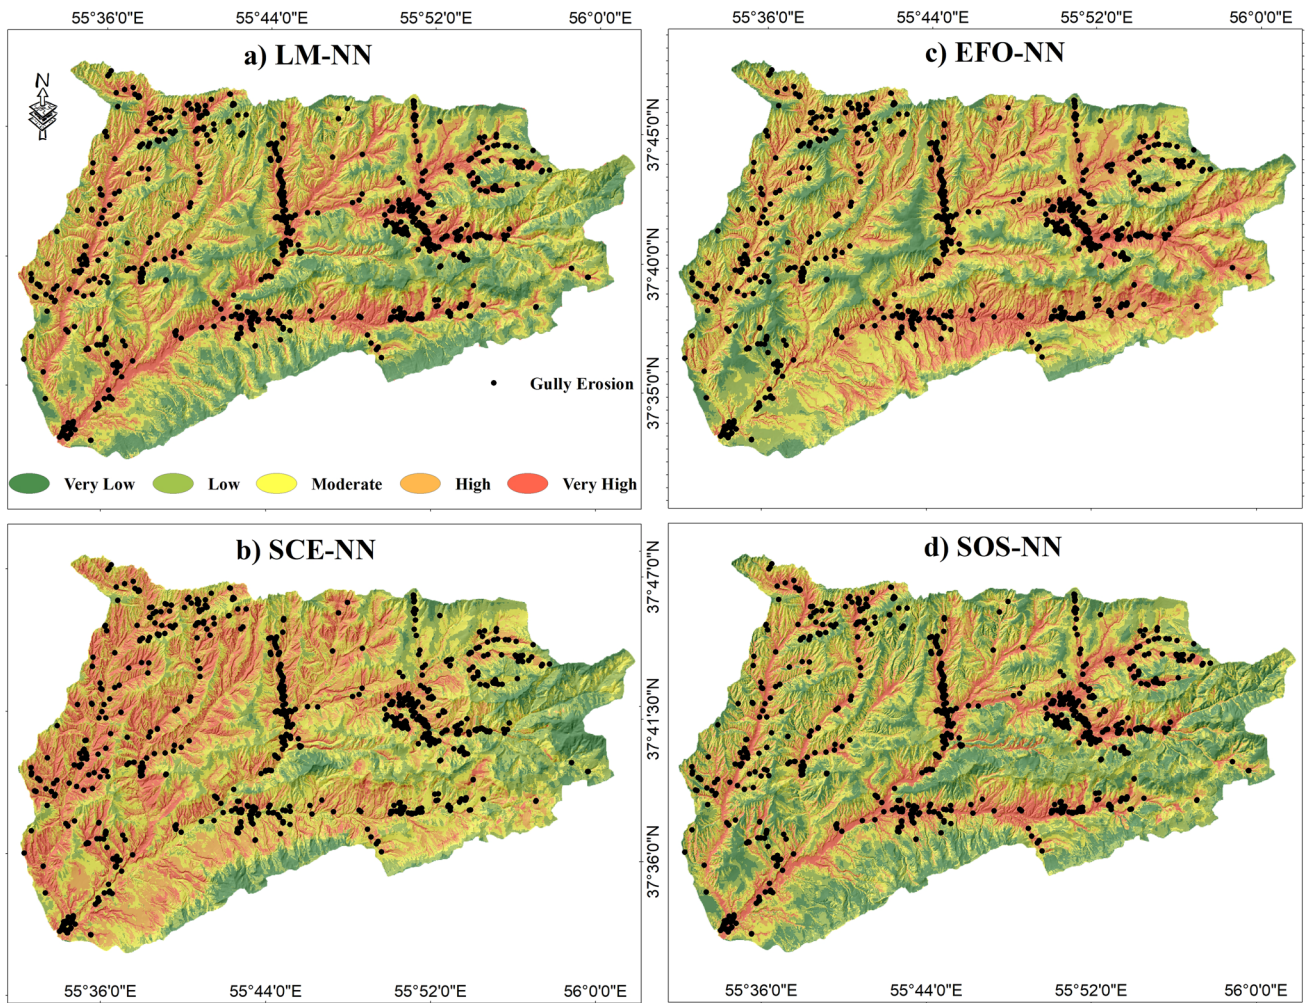 55°36'0"E 55°44'0"E 55°52'0"E 56°0'0"E
55°36'0"E 55°44'0"E 55°52'0"E 56°0'0"E
a) LM-NN
N
Gully Erosion
Very Low Low Moderate High Very High
c) EFO-NN
37°45'0"N
37°40'0"N
37°35'0"N
b) SCE-NN
d) SOS-NN
37°47'0"N
37°41'30"N
37°36'0"N
55°36'0"E 55°44'0"E 55°52'0"E 56°0'0"E
55°36'0"E 55°44'0"E 55°52'0"E 56°0'0"E